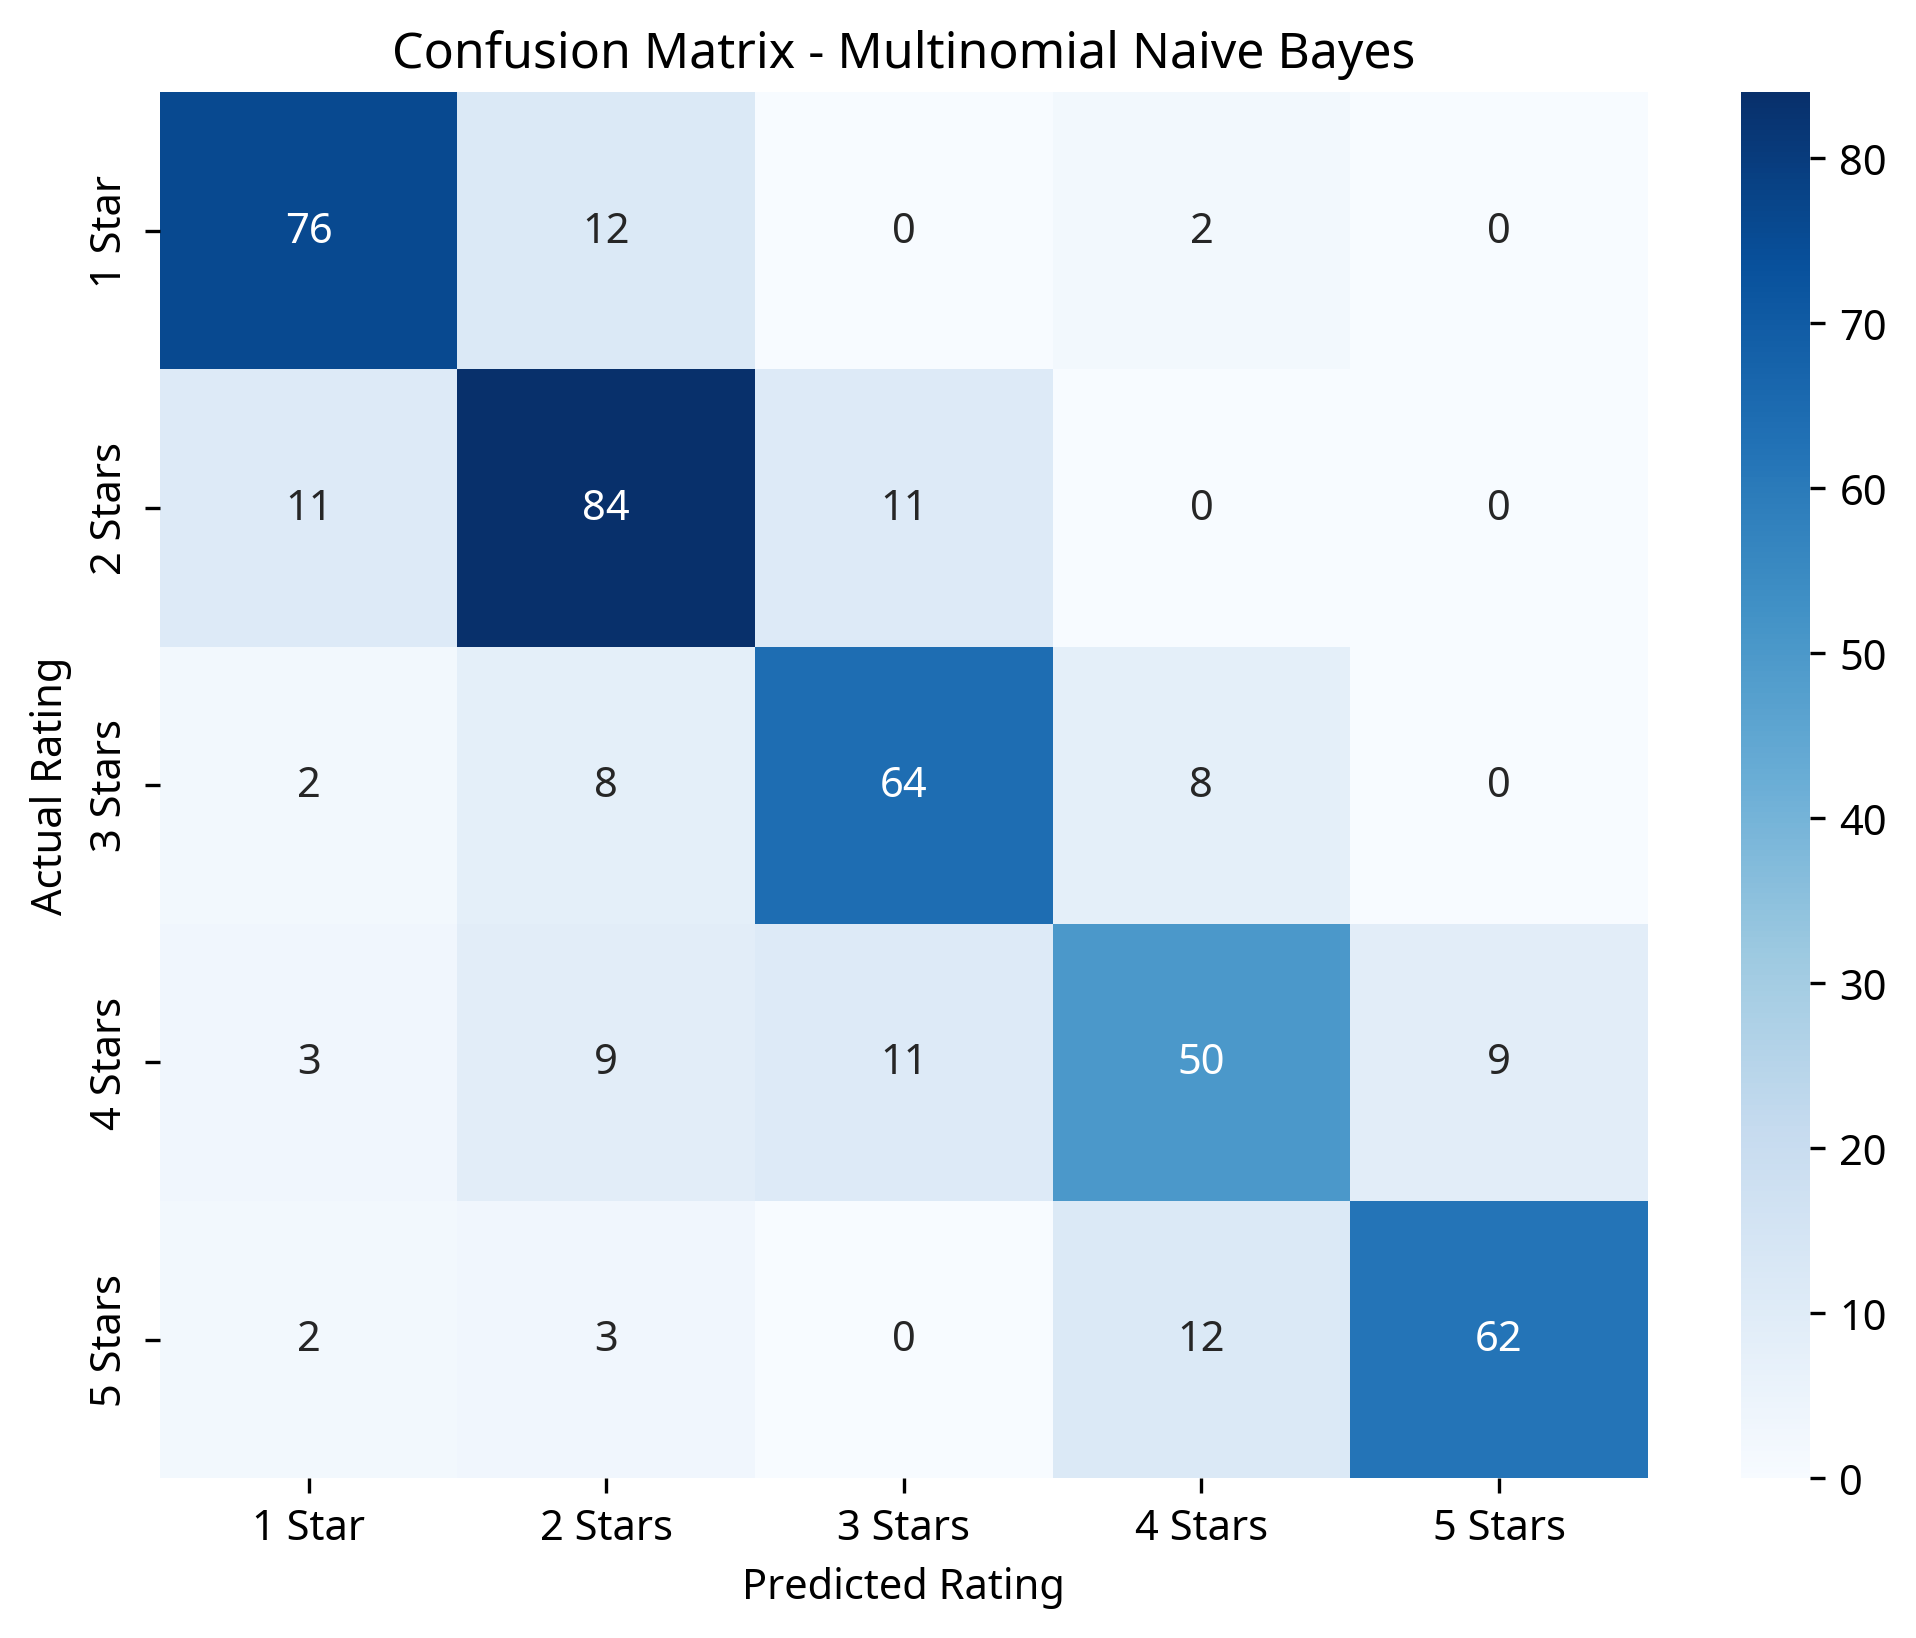 Confusion Matrix - Multinomial Naive Bayes
Actual Rating
1 Star
76 12 0 2 0
2 Stars
11 84 11 0 0
3 Stars
2 8 64 8 0
4 Stars
3 9 11 50 9
5 Stars
2 3 0 12 62
1 Star 2 Stars 3 Stars 4 Stars 5 Stars
Predicted Rating
80
70
60
50
40
30
20
10
0